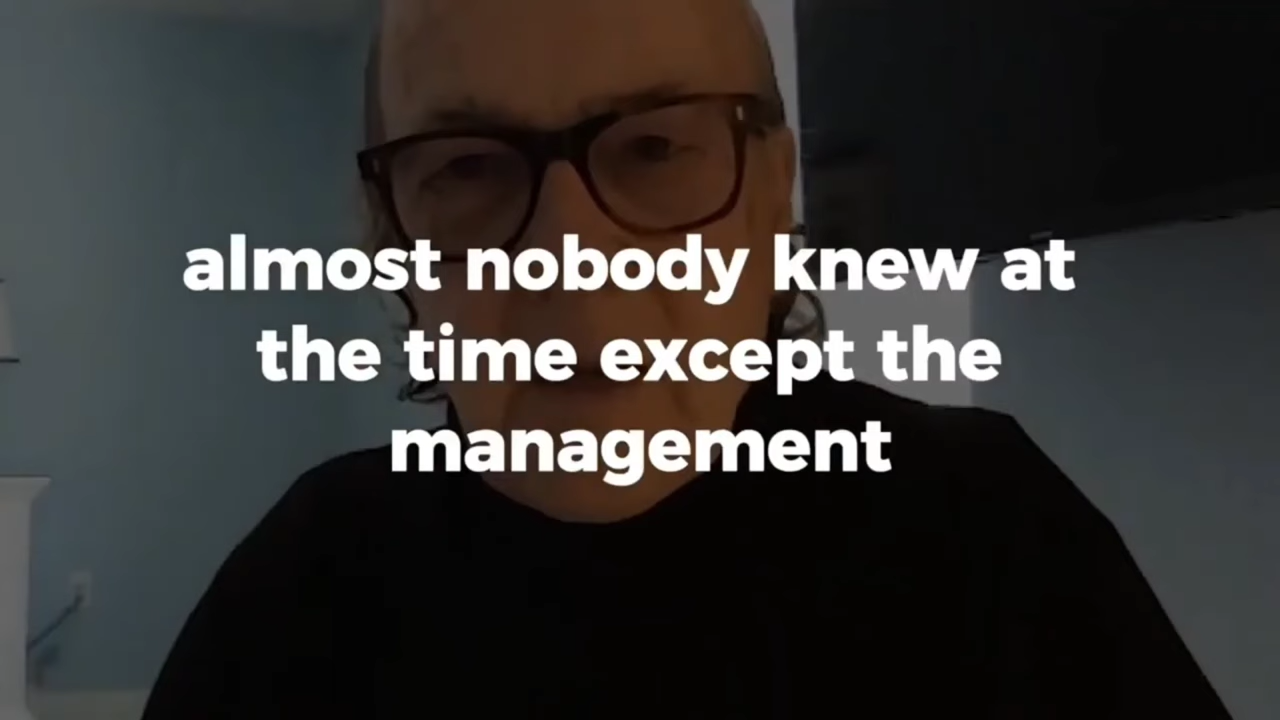 almost nobody knew at
the time except the
management